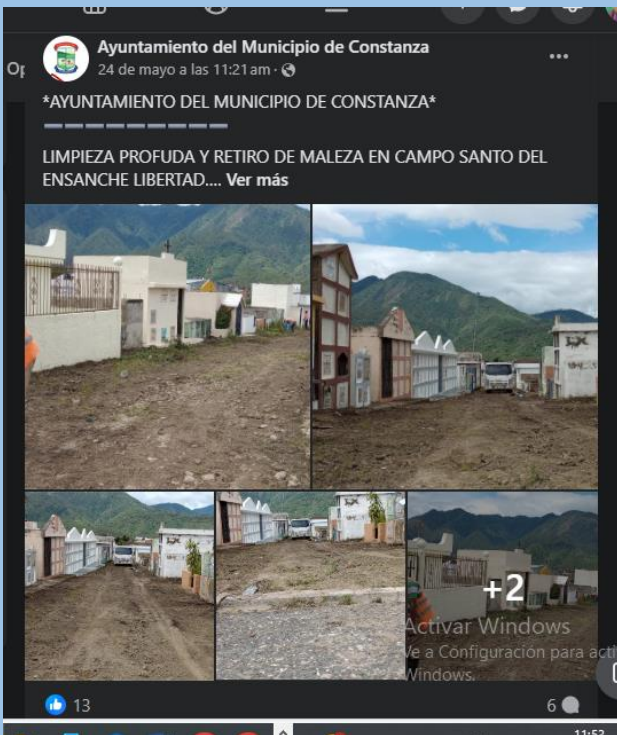 Ayuntamiento del Municipio de Constanza
24 de mayo a las 11:21 am ·
*AYUNTAMIENTO DEL MUNICIPIO DE CONSTANZA*
LIMPIEZA PROFUDA Y RETIRO DE MALEZA EN CAMPO SANTO DEL
ENSANCHE LIBERTAD.... Ver más
+2
Activar Windows
Ve a Configuración para acti
Windows.
13
6
11:53